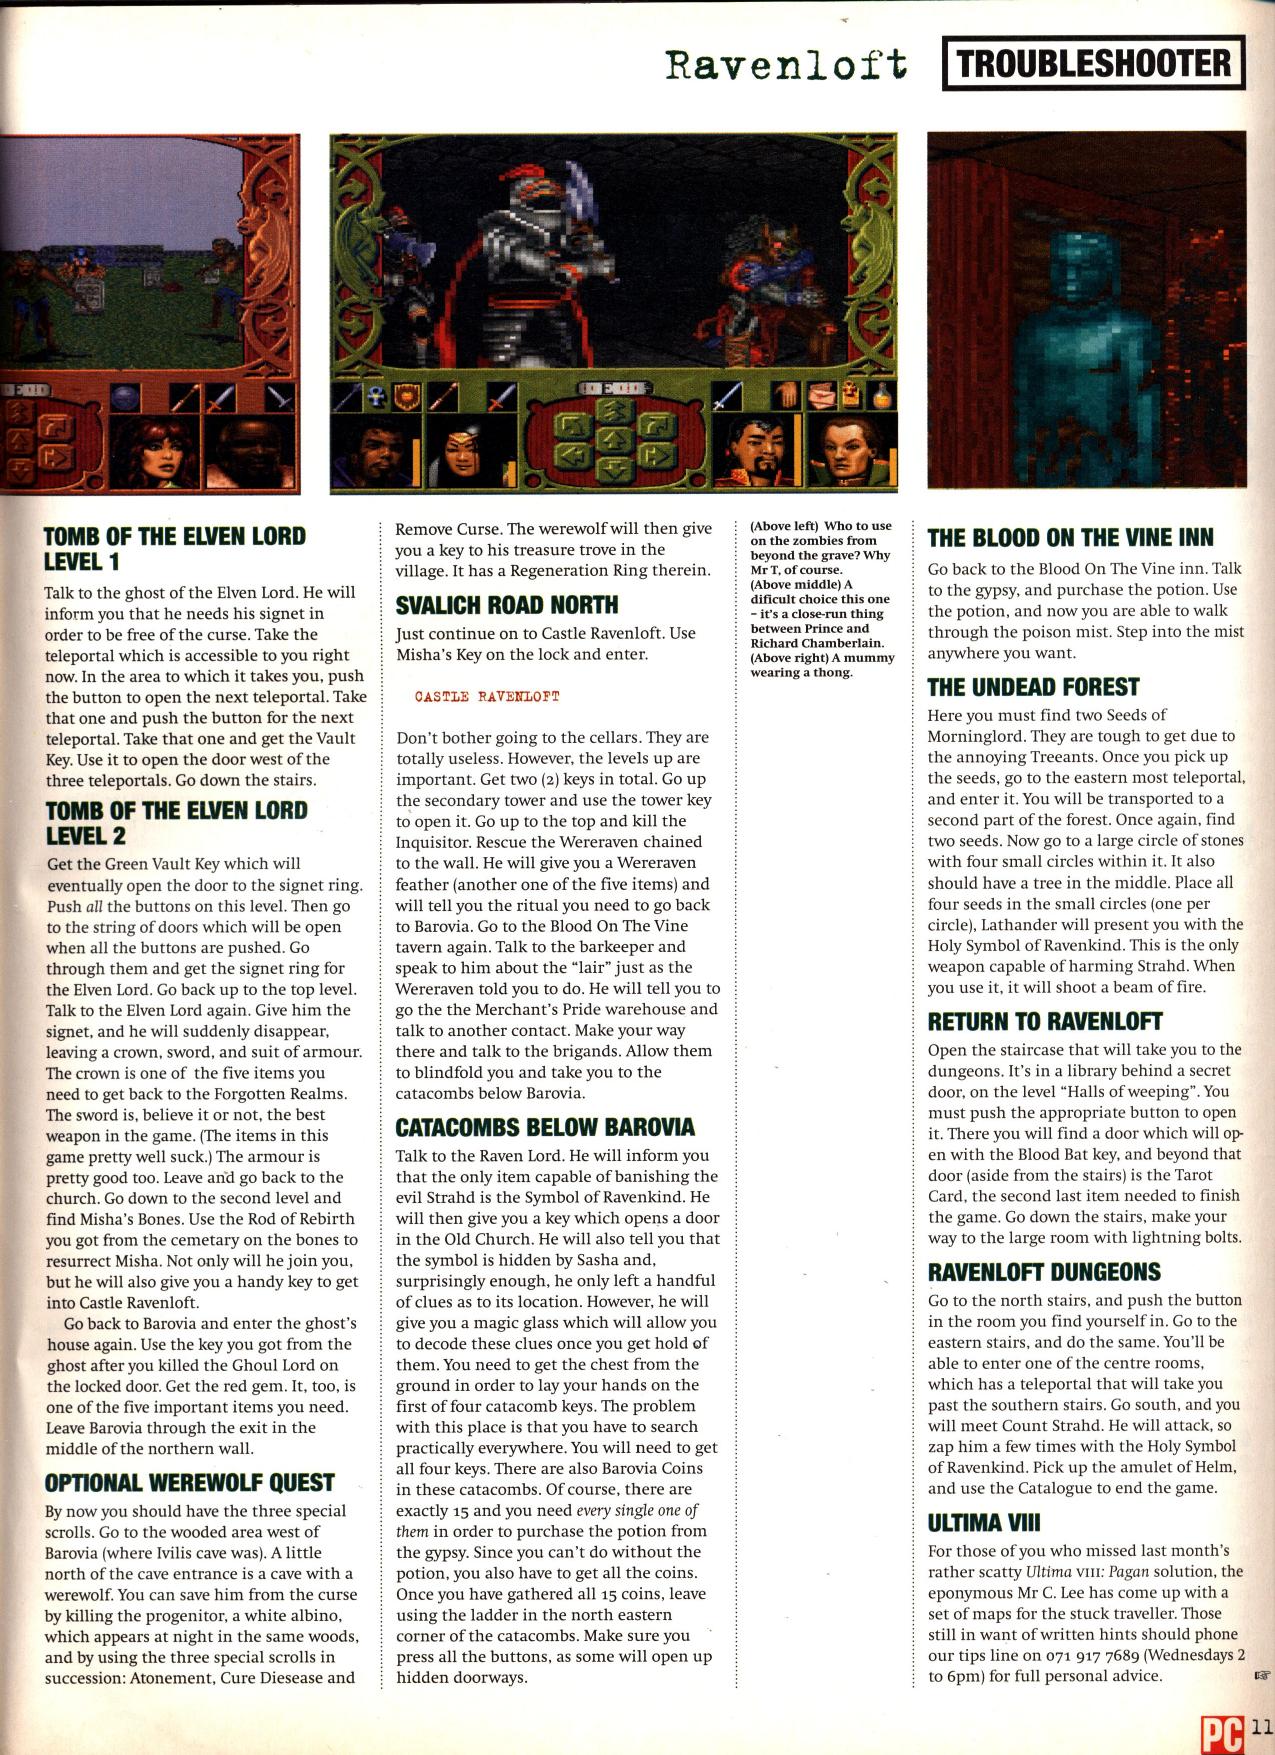 Ravenloft
TROUBLESHOOTER
TOMB OF THE ELVEN LORD
LEVEL 1
Talk to the ghost of the Elven Lord. He will
inform you that he needs his signet in
order to be free of the curse. Take the
teleportal which is accessible to you right
now. In the area to which it takes you, push
the button to open the next teleportal. Take
that one and push the button for the next
teleportal. Take that one and get the Vault
Key. Use it to open the door west of the
three teleportals. Go down the stairs.
TOMB OF THE ELVEN LORD
LEVEL 2
Get the Green Vault Key which will
eventually open the door to the signet ring.
Push all the buttons on this level. Then go
to the string of doors which will be open
when all the buttons are pushed. Go
through them and get the signet ring for
the Elven Lord. Go back up to the top level.
Talk to the Elven Lord again. Give him the
signet, and he will suddenly disappear,
leaving a crown, sword, and suit of armour.
The crown is one of the five items you
need to get back to the Forgotten Realms.
The sword is, believe it or not, the best
weapon in the game. (The items in this
game pretty well suck.) The armour is
pretty good too. Leave and go back to the
church. Go down to the second level and
find Misha's Bones. Use the Rod of Rebirth
you got from the cemetary on the bones to
resurrect Misha. Not only will he join you,
but he will also give you a handy key to get
into Castle Ravenloft.
Go back to Barovia and enter the ghost's
house again. Use the key you got from the
ghost after you killed the Ghoul Lord on
the locked door. Get the red gem. It, too, is
one of the five important items you need.
Leave Barovia through the exit in the
middle of the northern wall.
OPTIONAL WEREWOLF QUEST
By now you should have the three special
scrolls. Go to the wooded area west of
Barovia (where Ivilis cave was). A little
north of the cave entrance is a cave with a
werewolf. You can save him from the curse
by killing the progenitor, a white albino,
which appears at night in the same woods,
and by using the three special scrolls in
succession: Atonement, Cure Diesease and
Remove Curse. The werewolf will then give
you a key to his treasure trove in the
village. It has a Regeneration Ring therein.
SVALICH ROAD NORTH
Just continue on to Castle Ravenloft. Use
Misha's Key on the lock and enter.
CASTLE RAVENLOFT
Don't bother going to the cellars. They are
totally useless. However, the levels up are
important. Get two (2) keys in total. Go up
the secondary tower and use the tower key
to open it. Go up to the top and kill the
Inquisitor. Rescue the Wereraven chained
to the wall. He will give you a Wereraven
feather (another one of the five items) and
will tell you the ritual you need to go back
to Barovia. Go to the Blood On The Vine
tavern again. Talk to the barkeeper and
speak to him about the "lair" just as the
Wereraven told you to do. He will tell you to
go the the Merchant's Pride warehouse and
talk to another contact. Make your way
there and talk to the brigands. Allow them
to blindfold you and take you to the
catacombs below Barovia.
CATACOMBS BELOW BAROVIA
Talk to the Raven Lord. He will inform you
that the only item capable of banishing the
evil Strahd is the Symbol of Ravenkind. He
will then give you a key which opens a door
in the Old Church. He will also tell you that
the symbol is hidden by Sasha and,
surprisingly enough, he only left a handful
of clues as to its location. However, he will
give you a magic glass which will allow you
to decode these clues once you get hold of
them. You need to get the chest from the
ground in order to lay your hands on the
first of four catacomb keys. The problem
with this place is that you have to search
practically everywhere. You will need to get
all four keys. There are also Barovia Coins
in these catacombs. Of course, there are
exactly 15 and you need every single one of
them in order to purchase the potion from
the gypsy. Since you can't do without the
potion, you also have to get all the coins.
Once you have gathered all 15 coins, leave
using the ladder in the north eastern
corner of the catacombs. Make sure you
press all the buttons, as some will open up
hidden doorways.
(Above left) Who to use
on the zombies from
beyond the grave? Why
Mr T, of course.
(Above middle) A
dificult choice this one
– it's a close-run thing
between Prince and
Richard Chamberlain.
(Above right) A mummy
wearing a thong.
THE BLOOD ON THE VINE INN
Go back to the Blood On The Vine inn. Talk
to the gypsy, and purchase the potion. Use
the potion, and now you are able to walk
through the poison mist. Step into the mist
anywhere you want.
THE UNDEAD FOREST
Here you must find two Seeds of
Morninglord. They are tough to get due to
the annoying Treeants. Once you pick up
the seeds, go to the eastern most teleportal,
and enter it. You will be transported to a
second part of the forest. Once again, find
two seeds. Now go to a large circle of stones
with four small circles within it. It also
should have a tree in the middle. Place all
four seeds in the small circles (one per
circle), Lathander will present you with the
Holy Symbol of Ravenkind. This is the only
weapon capable of harming Strahd. When
you use it, it will shoot a beam of fire.
RETURN TO RAVENLOFT
Open the staircase that will take you to the
dungeons. It's in a library behind a secret
door, on the level "Halls of weeping". You
must push the appropriate button to open
it. There you will find a door which will op-
en with the Blood Bat key, and beyond that
door (aside from the stairs) is the Tarot
Card, the second last item needed to finish
the game. Go down the stairs, make your
way to the large room with lightning bolts.
RAVENLOFT DUNGEONS
Go to the north stairs, and push the button
in the room you find yourself in. Go to the
eastern stairs, and do the same. You'll be
able to enter one of the centre rooms,
which has a teleportal that will take you
past the southern stairs. Go south, and you
will meet Count Strahd. He will attack, so
zap him a few times with the Holy Symbol
of Ravenkind. Pick up the amulet of Helm,
and use the Catalogue to end the game.
ULTIMA VIII
For those of you who missed last month's
rather scatty Ultima VIII: Pagan solution, the
eponymous Mr C. Lee has come up with a
set of maps for the stuck traveller. Those
still in want of written hints should phone
our tips line on 071 917 7689 (Wednesdays 2
to 6pm) for full personal advice.
PC 11